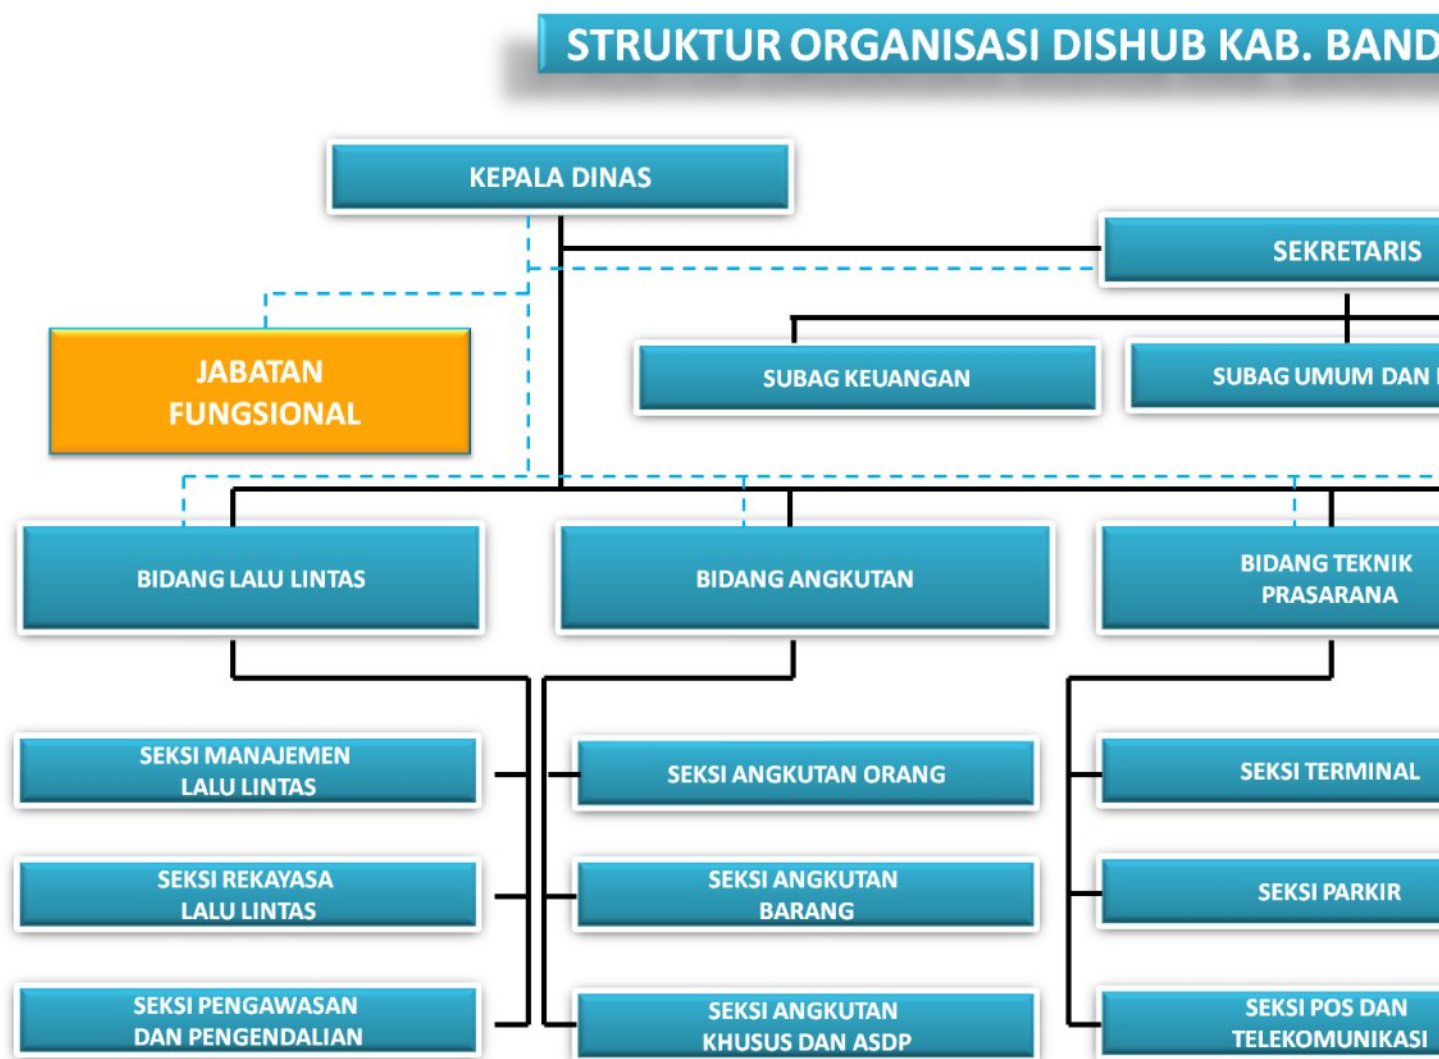 STRUKTUR ORGANISASI DISHUB KAB. BAND
KEPALA DINAS
SEKRETARIS
JABATAN
FUNGSIONAL
SUBAG KEUANGAN
SUBAG UMUM DAN
BIDANG LALU LINTAS
BIDANG ANGKUTAN
BIDANG TEKNIK
PRASARANA
SEKSI MANAJEMEN
LALU LINTAS
SEKSI ANGKUTAN ORANG
SEKSI TERMINAL
SEKSI REKAYASA
LALU LINTAS
SEKSI ANGKUTAN
BARANG
SEKSI PARKIR
SEKSI PENGAWASAN
DAN PENGENDALIAN
SEKSI ANGKUTAN
KHUSUS DAN ASDP
SEKSI POS DAN
TELEKOMUNIKASI